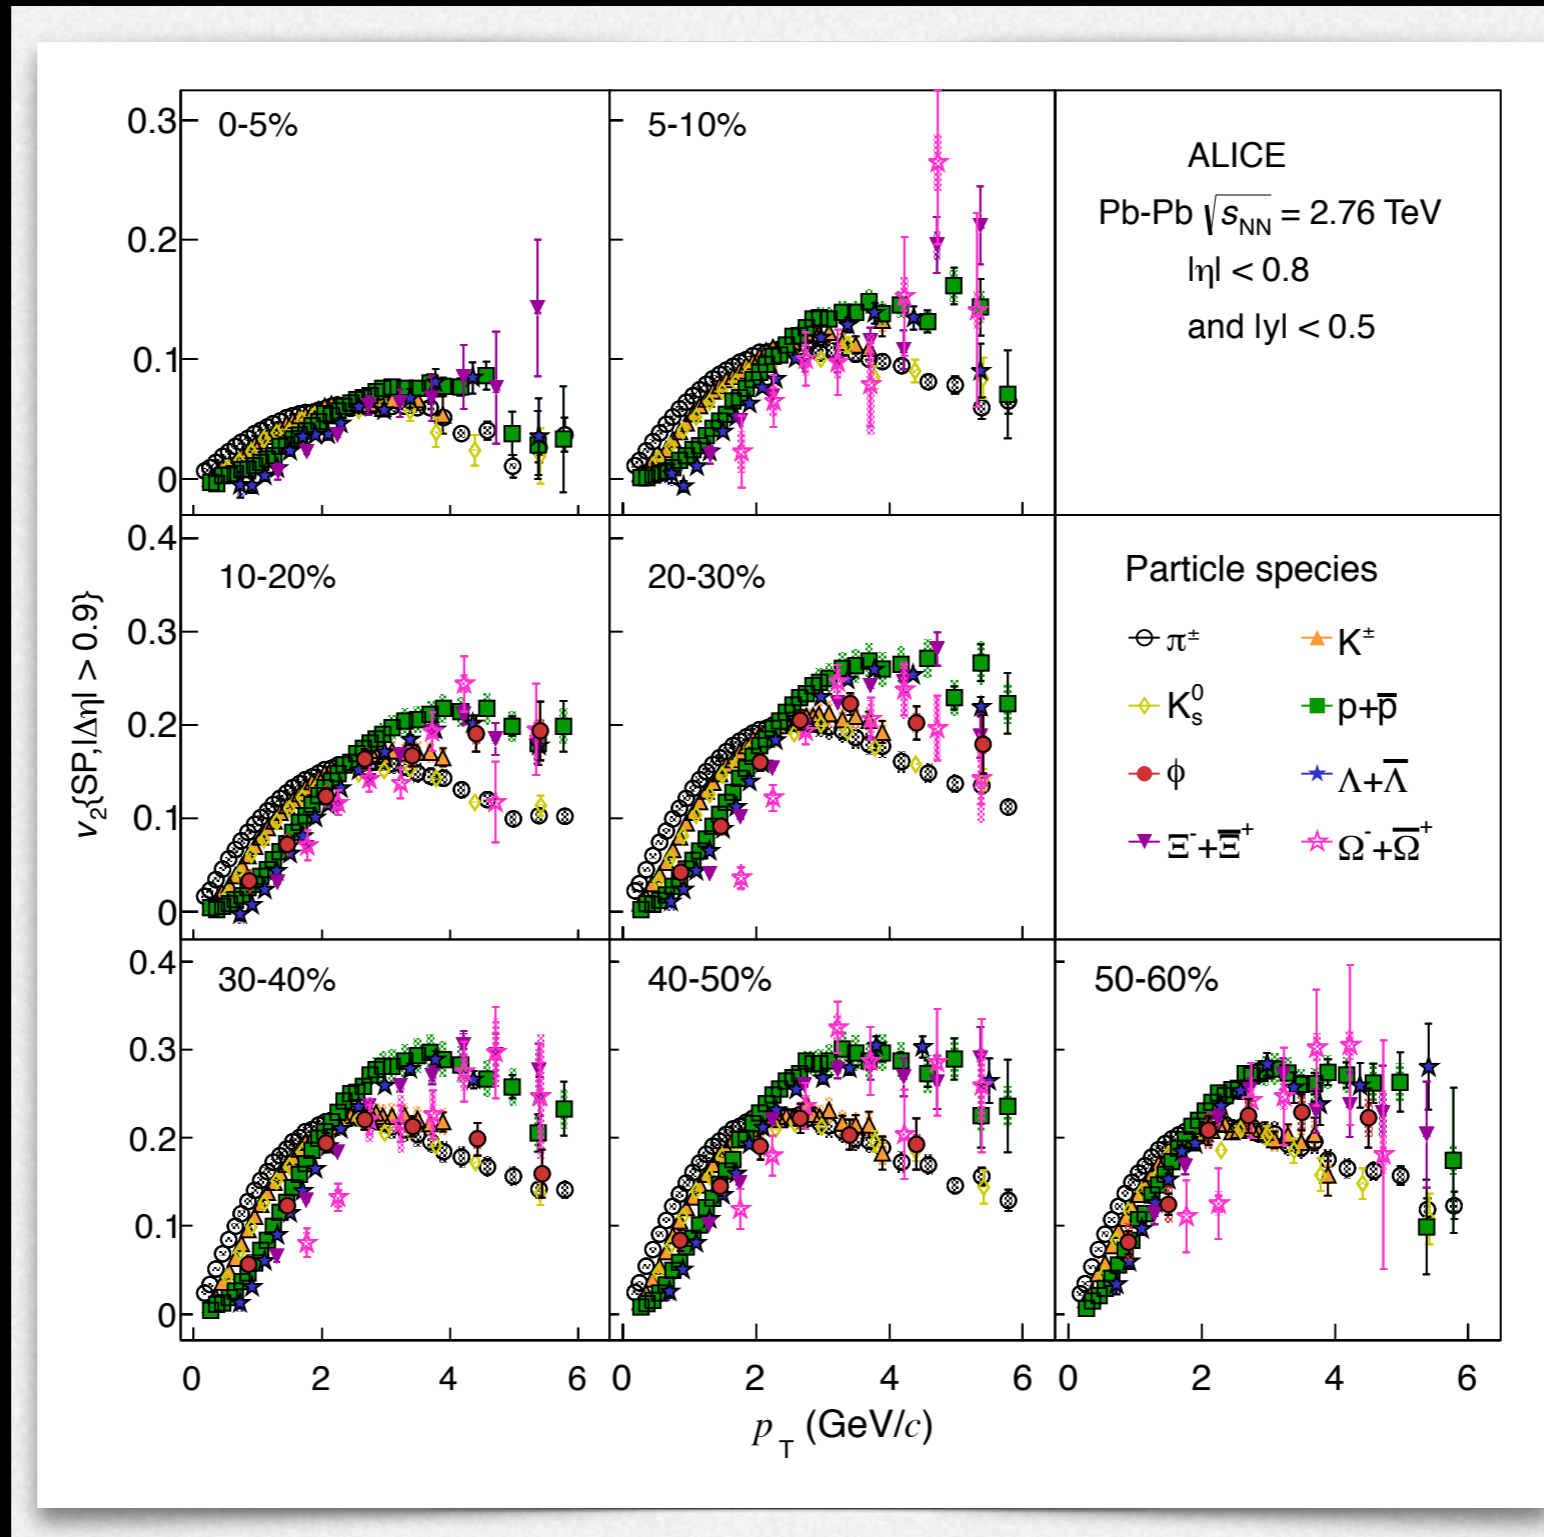 0.3
0-5%
5-10%
ALICE
Pb-Pb √sNN = 2.76 TeV
|η| < 0.8
and |y| < 0.5
0.2
0.1
0
0.4
10-20%
20-30%
Particle species
π±
K±
K0s
p+p̅
ϕ
Λ+Λ̅
Ξ-+Ξ̅+
Ω-+Ω̅+
0.3
0.2
0.1
0
v2{SP,|Δη| > 0.9}
0.4
30-40%
40-50%
50-60%
0.3
0.2
0.1
0
0 2 4 6 0 2 4 6 0 2 4 6
pT (GeV/c)